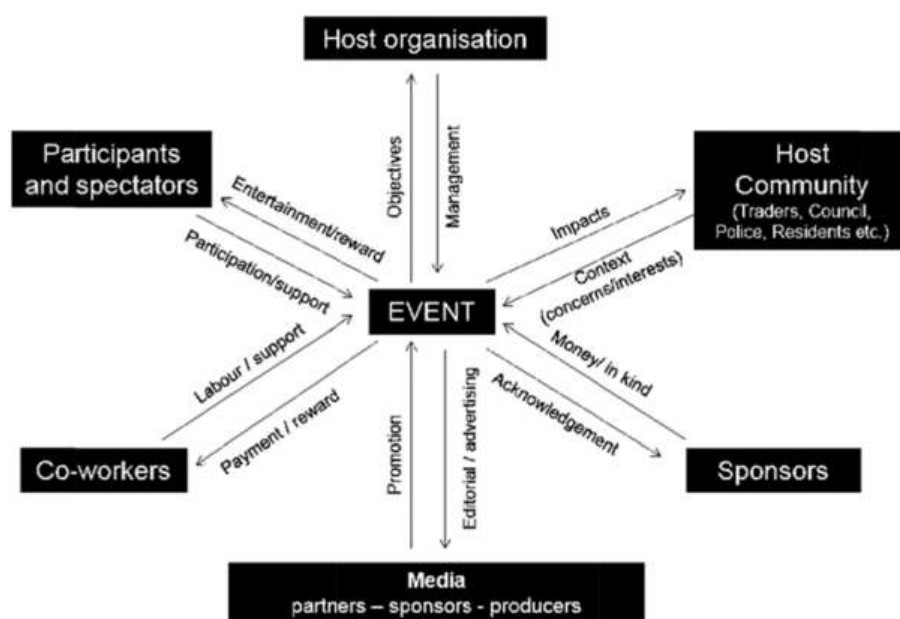 Host organisation
Participants
and spectators
Host
Community
(Traders, Council,
Police, Residents etc.)
Objectives
Management
Entertainment/reward
Participation/support
Impacts
Context
(concerns/interests)
EVENT
Labour / support
Payment / reward
Promotion
Editorial / advertising
Money/ in kind
Acknowledgement
Co-workers
Sponsors
Media
partners – sponsors - producers